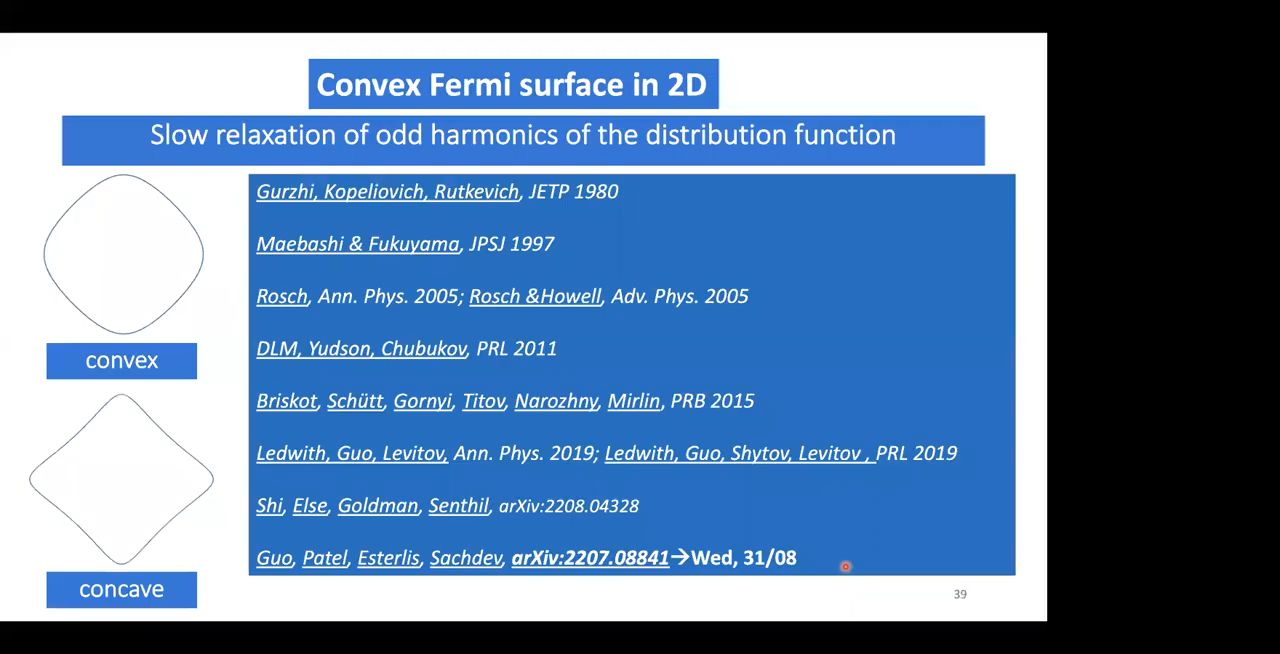 Convex Fermi surface in 2D
Slow relaxation of odd harmonics of the distribution function
Gurzhi, Kopeliovich, Rutkevich, JETP 1980
Maebashi & Fukuyama, JPSJ 1997
Rosch, Ann. Phys. 2005; Rosch &Howell, Adv. Phys. 2005
DLM, Yudson, Chubukov, PRL 2011
convex
Briskot, Schütt, Gornyi, Titov, Narozhny, Mirlin, PRB 2015
Ledwith, Guo, Levitov, Ann. Phys. 2019; Ledwith, Guo, Shytov, Levitov , PRL 2019
Shi, Else, Goldman, Senthil, arXiv:2208.04328
Guo, Patel, Esterlis, Sachdev, arXiv:2207.08841→Wed, 31/08
concave
39